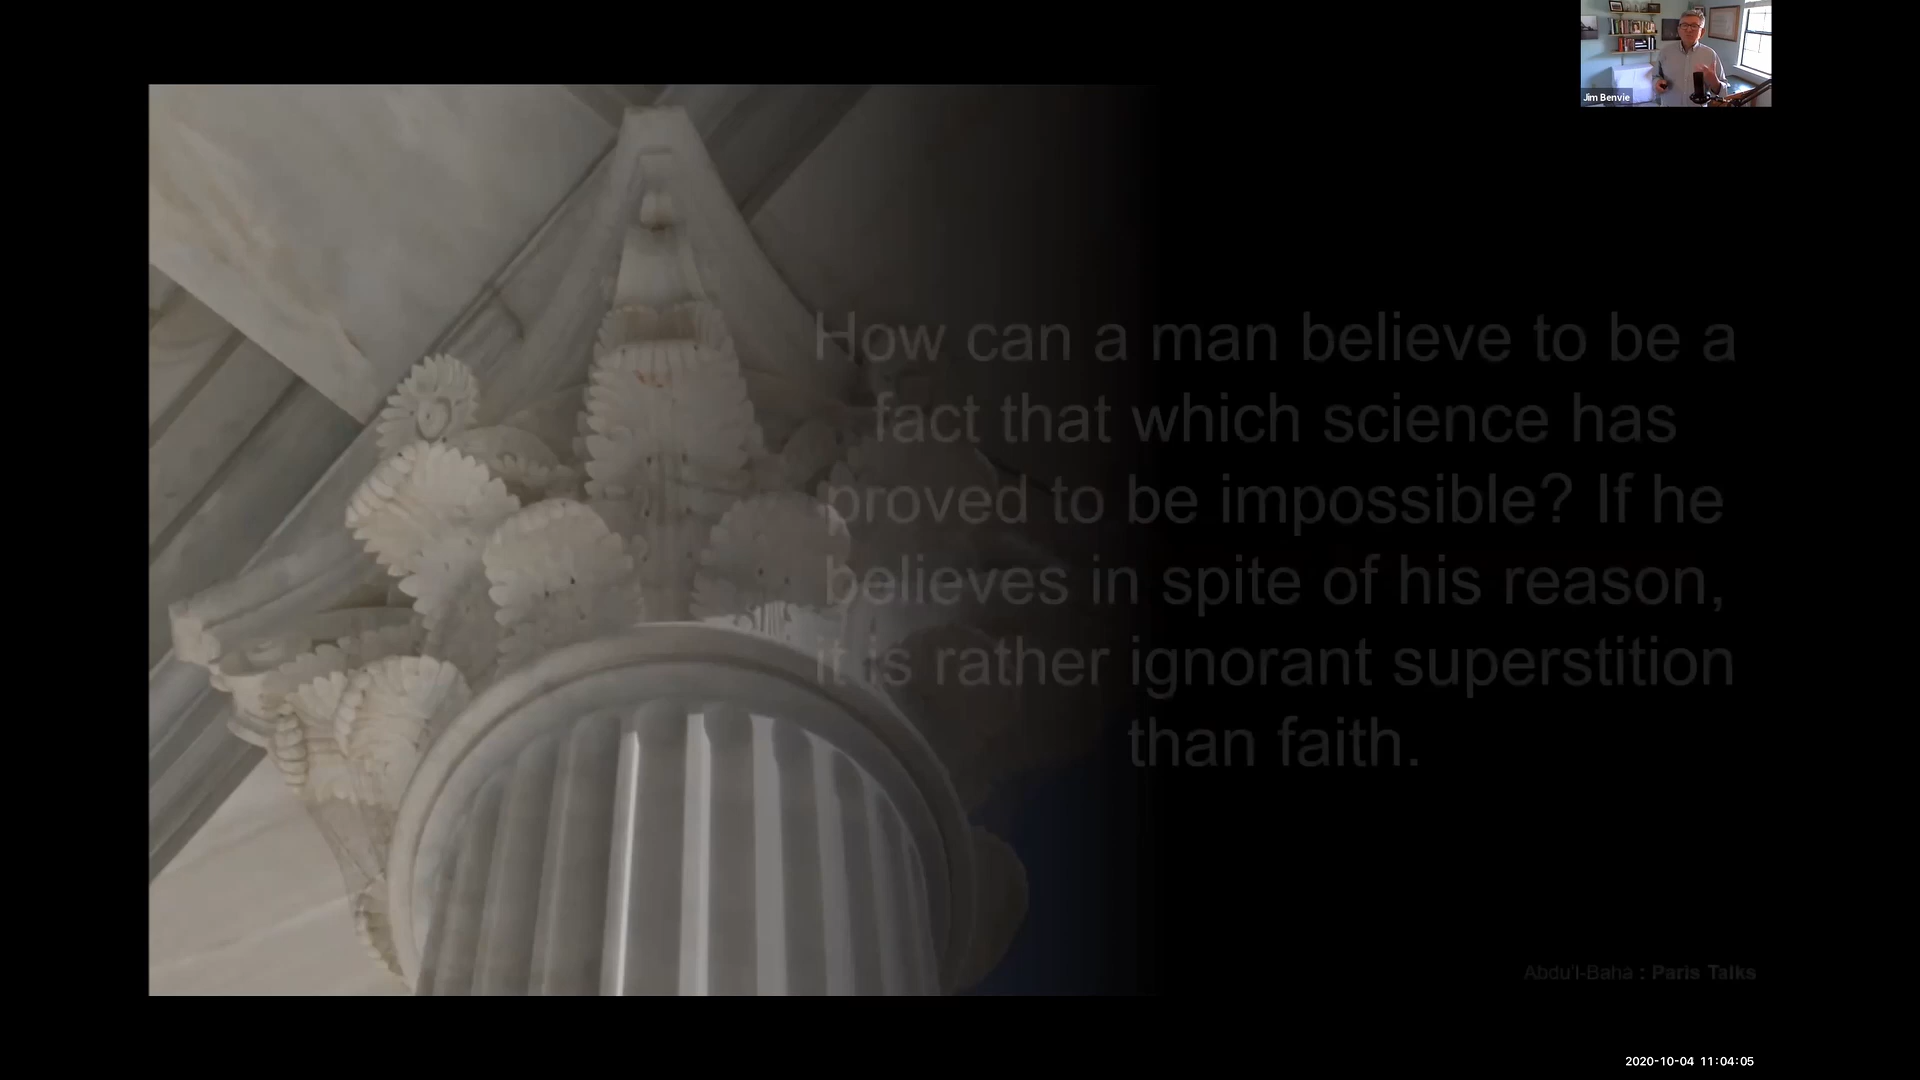 Jim Benvie
How can a man believe to be a
fact that which science has
proved to be impossible? If he
believes in spite of his reason,
it is rather ignorant superstition
than faith.
Abdu'l-Bahá : Paris Talks
2020-10-04 11:04:05